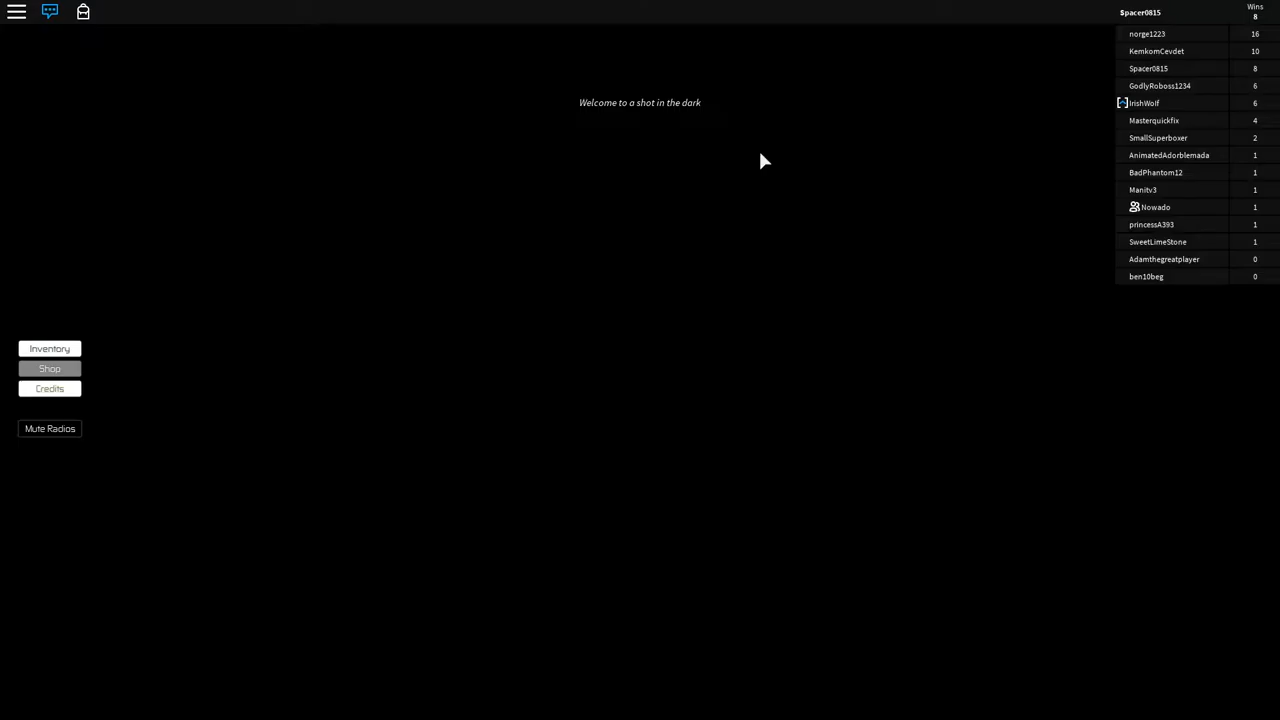 Wins
Spacer0815 8
norge1223 16
KemkomCevdet 10
Spacer0815 8
GodlyRoboss1234 6
IrishWolf 6
Masterquickfix 4
SmallSuperboxer 2
AnimatedAdorblemada 1
BadPhantom12 1
Manitv3 1
Nowado 1
princessA393 1
SweetLimeStone 1
Adamthegreatplayer 0
ben10beg 0
Welcome to a shot in the dark
Inventory
Shop
Credits
Mute Radios